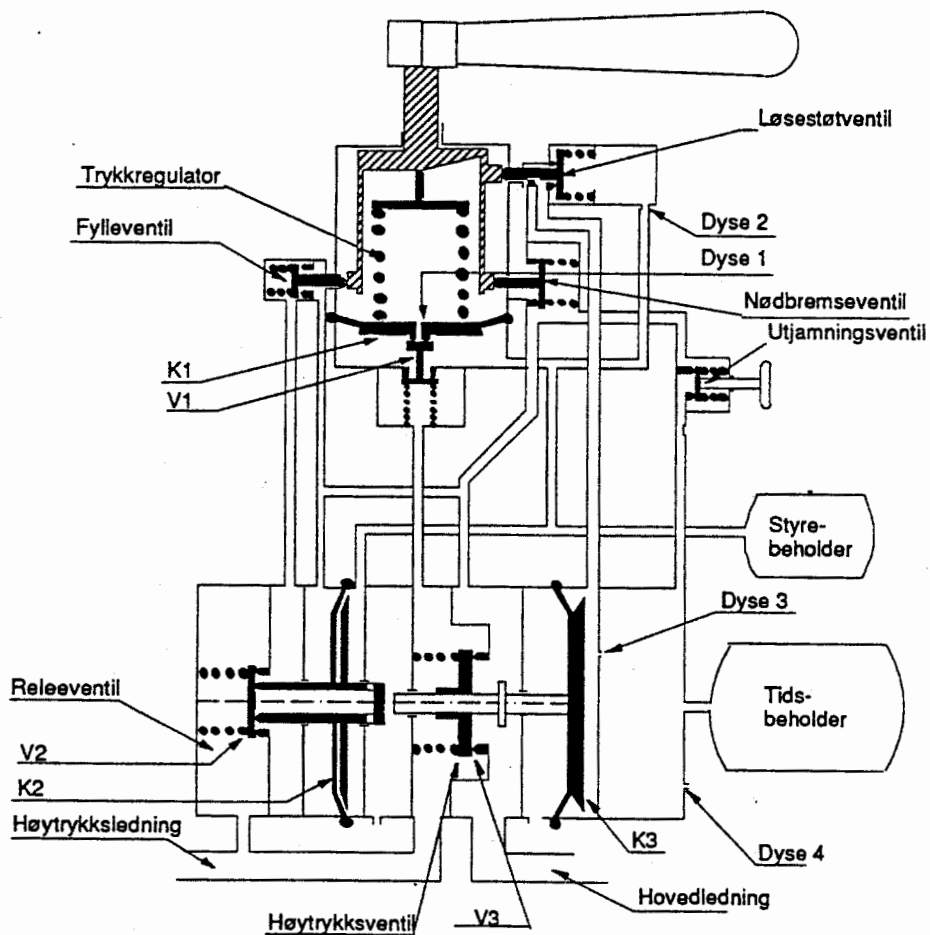 Løsestøtventil
Trykkregulator
Dyse 2
Fylleventil
Dyse 1
Nødbremseventil
Utjamningsventil
K1
V1
Styre-
beholder
Dyse 3
Releeventil
Tids-
beholder
V2
K2
Høytrykksledning
K3
Dyse 4
Hovedledning
Høytrykksventil
V3